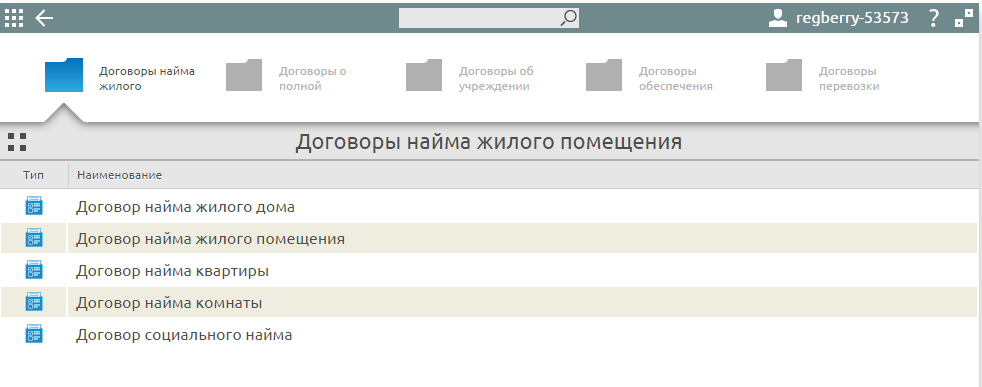 regberry-53573 ?
Договоры найма
жилого
Договоры о
полной
Договоры об
учреждении
Договоры
обеспечения
Договоры
перевозки
Договоры найма жилого помещения
Тип Наименование
Договор найма жилого дома
Договор найма жилого помещения
Договор найма квартиры
Договор найма комнаты
Договор социального найма